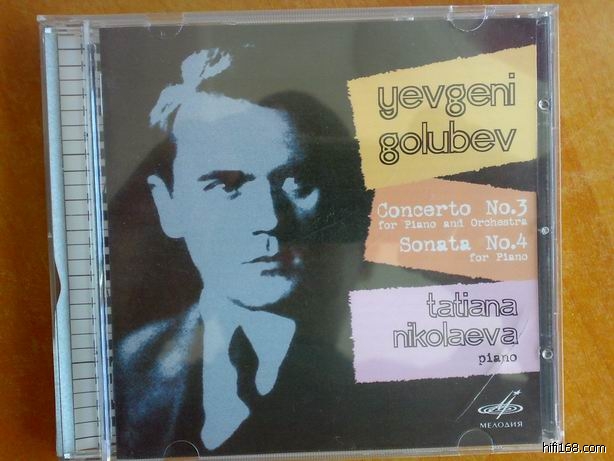 yevgeni
golubev
Concerto No.3
for Piano and Orchestra
Sonata No.4
for Piano
tatiana
nikolaeva
piano
МЕЛОДИЯ
hifi168.com